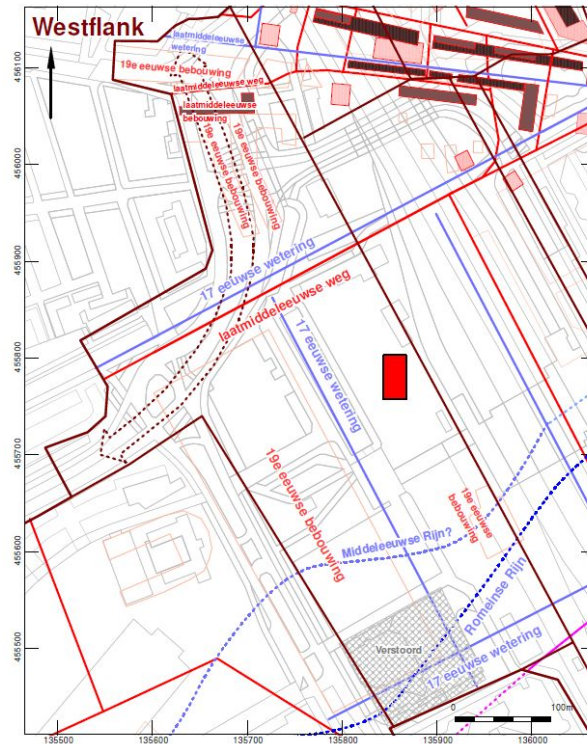 Westflank
laatmiddeleeuwse
wetering
19e eeuwse bebouwing
laatmiddeleeuwse weg
laatmiddeleeuwse
bebouwing
19e eeuwse bebouwing
19e eeuwse bebouwing
17 eeuwse wetering
laatmiddeleeuwse weg
17 eeuwse wetering
19e eeuwse bebouwing
19e eeuwse
bebouwing
Middeleeuwse Rijn?
Romeinse Rijn
Verstoord
17 eeuwse wetering
0
100m
456100
456000
455900
455800
455700
455600
455500
135500
135600
135700
135800
135900
136000